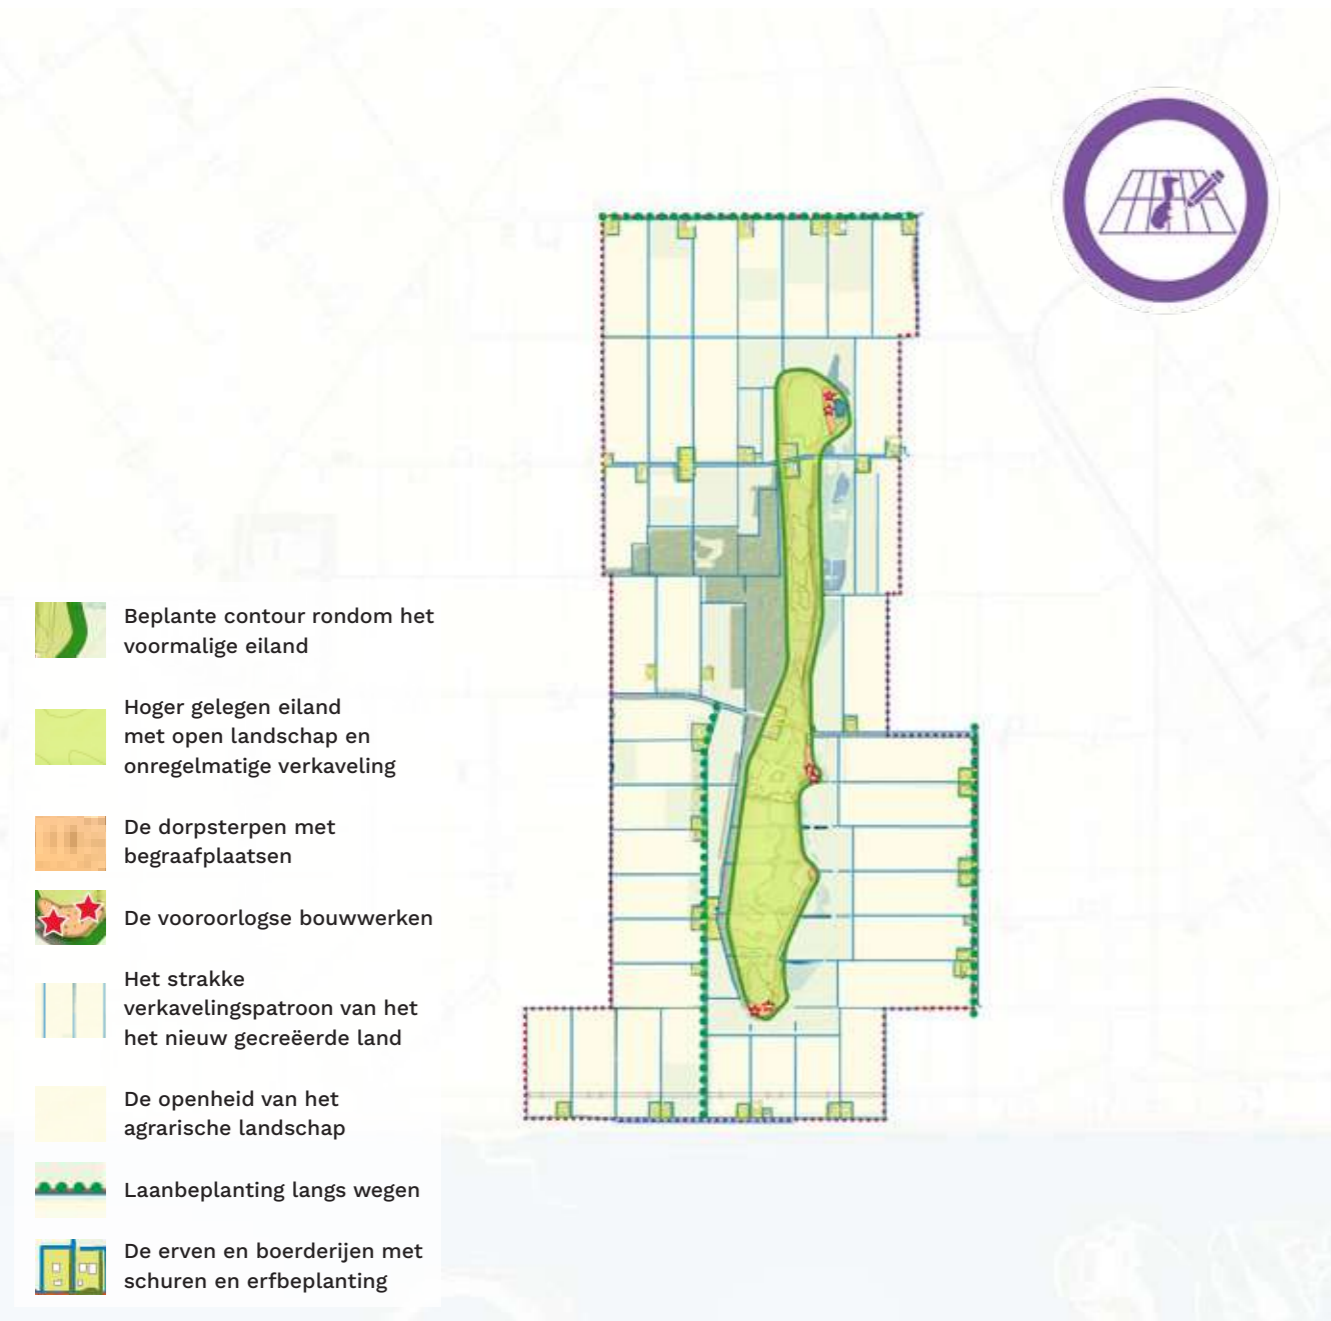 Beplante contour rondom het
voormalige eiland
Hoger gelegen eiland
met open landschap en
onregelmatige verkaveling
De dorpsterpen met
begraafplaatsen
De vooroorlogse bouwwerken
Het strakke
verkavelingspatroon van het
het nieuw gecreëerde land
De openheid van het
agrarische landschap
Laanbeplanting langs wegen
De erven en boerderijen met
schuren en erfbeplanting